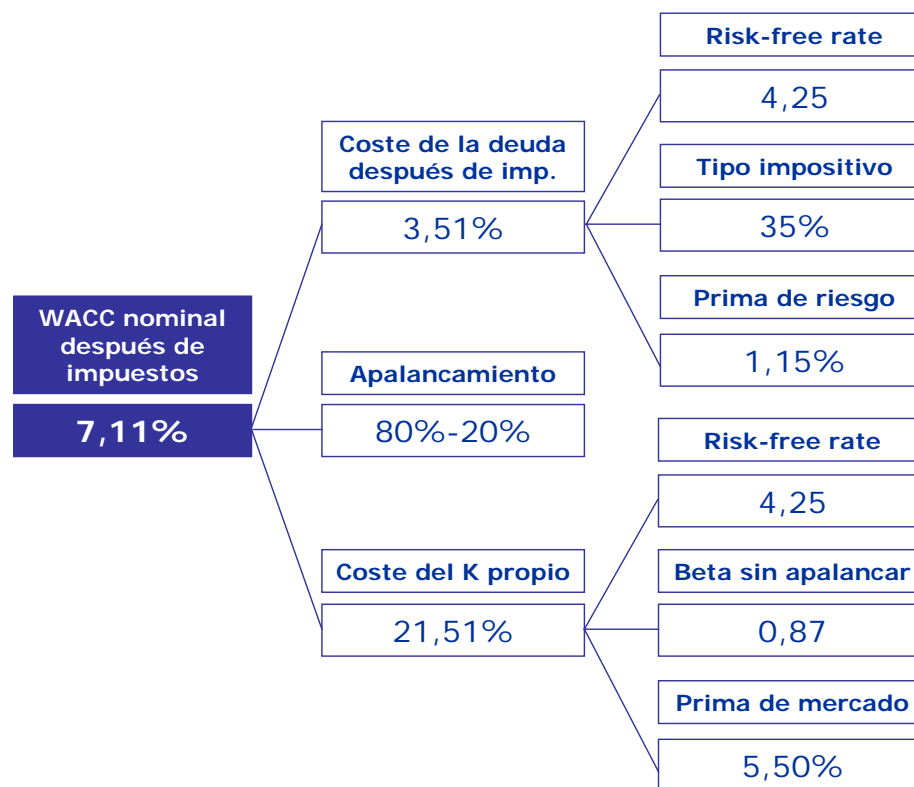 WACC nominal
después de
impuestos
7,11%
Coste de la deuda
después de imp.
3,51%
Apalancamiento
80%-20%
Coste del K propio
21,51%
Risk-free rate
4,25
Tipo impositivo
35%
Prima de riesgo
1,15%
Risk-free rate
4,25
Beta sin apalancar
0,87
Prima de mercado
5,50%